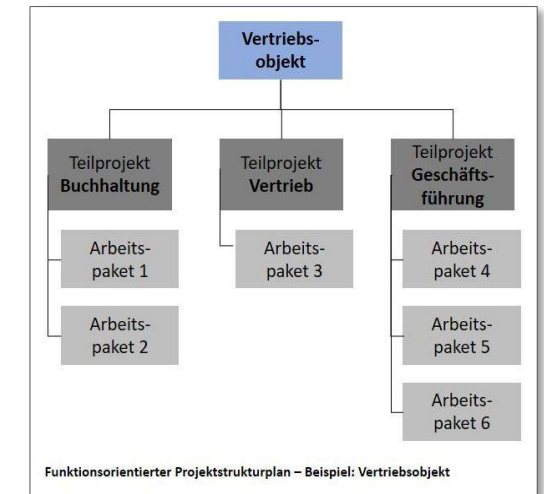 Vertriebs-
objekt
Teilprojekt
Buchhaltung
Teilprojekt
Vertrieb
Teilprojekt
Geschäfts-
führung
Arbeits-
paket 1
Arbeits-
paket 3
Arbeits-
paket 4
Arbeits-
paket 2
Arbeits-
paket 5
Arbeits-
paket 6
Funktionsorientierter Projektstrukturplan – Beispiel: Vertriebsobjekt